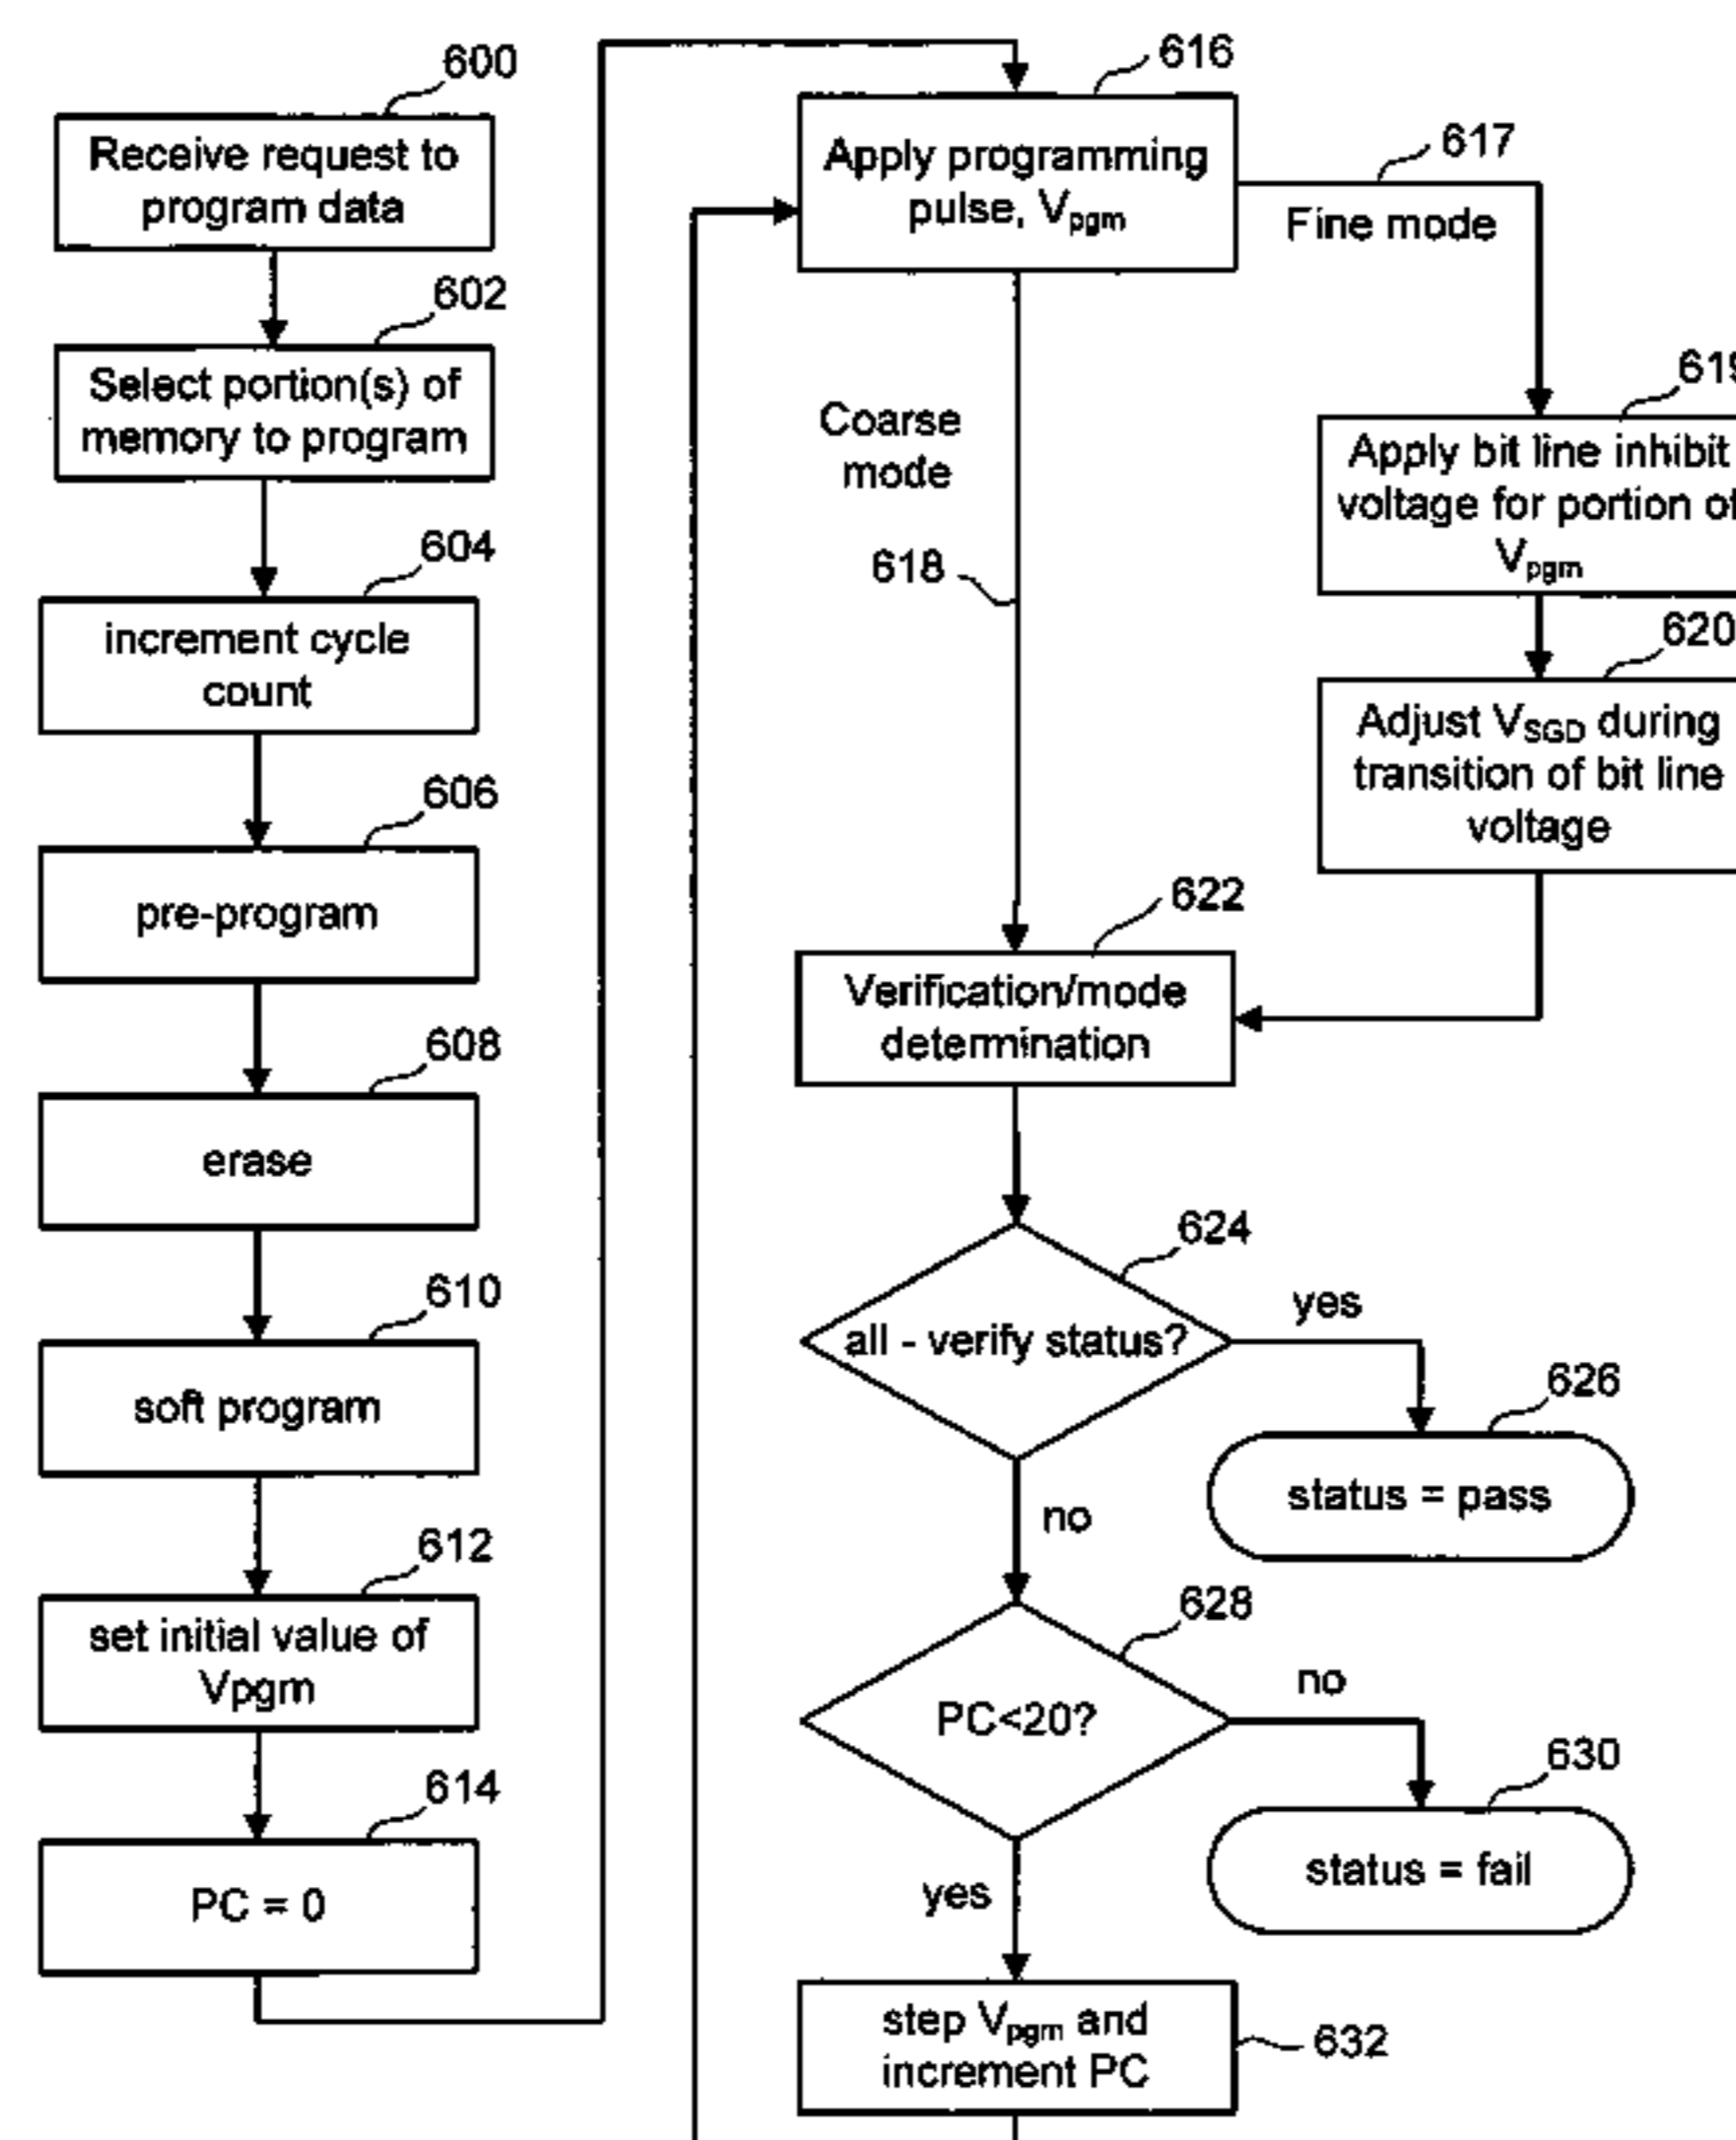 600
Receive request to
program data
602
Select portion(s) of
memory to program
604
increment cycle
count
606
pre-program
608
erase
610
soft program
612
set initial value of
Vpgm
614
PC = 0
616
Apply programming
pulse, Vpgm
617
Fine mode
Coarse
mode
618
619
Apply bit line inhibit
voltage for portion of
Vpgm
620
Adjust VSGD during
transition of bit line
voltage
622
Verification/mode
determination
624
all - verify status?
yes
626
status = pass
no
628
PC<20?
no
630
status = fail
yes
step Vpgm and
increment PC
632